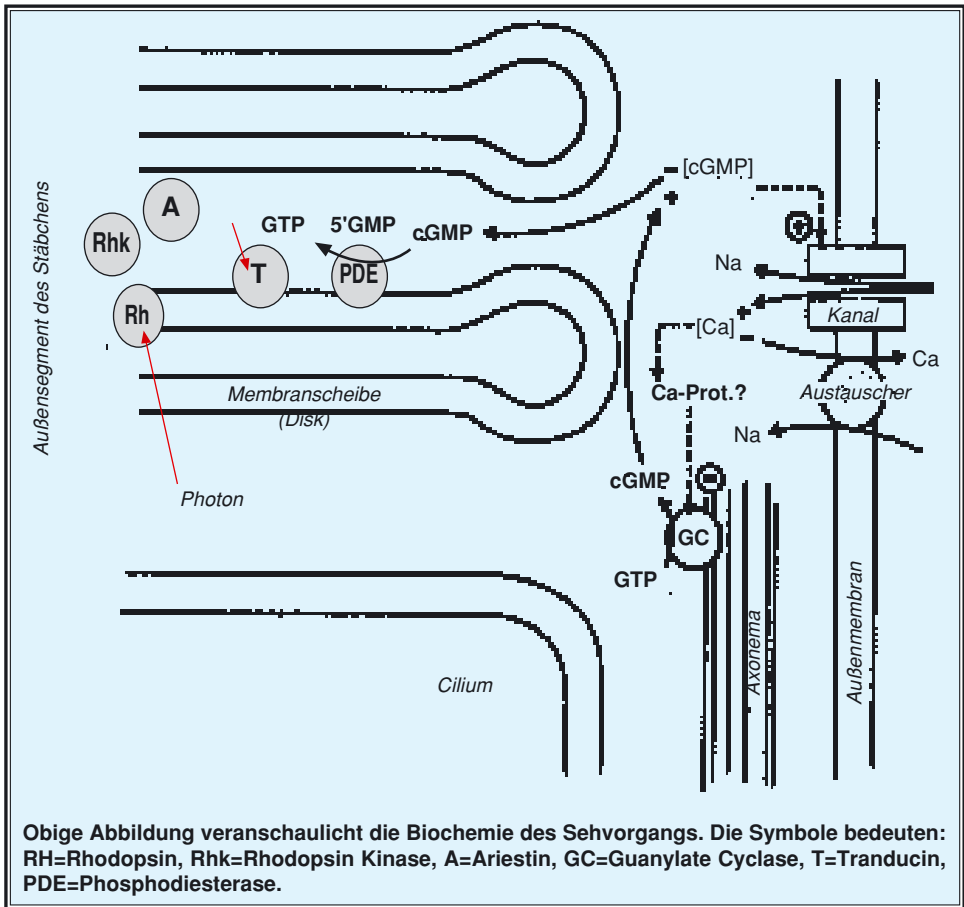 Außensegment des Stäbchens
[cGMP]
A
GTP 5'GMP cGMP
Rhk
T
PDE
Na
Rh
[Ca]
Kanal
Ca
Membranscheibe
(Disk)
Ca-Prot.?
Austauscher
Na
Photon
cGMP
GC
GTP
Cilium
Axonema
Außenmembran
Obige Abbildung veranschaulicht die Biochemie des Sehvorgangs. Die Symbole bedeuten:
RH=Rhodopsin, Rhk=Rhodopsin Kinase, A=Ariestin, GC=Guanylate Cyclase, T=Tranducin,
PDE=Phosphodiesterase.